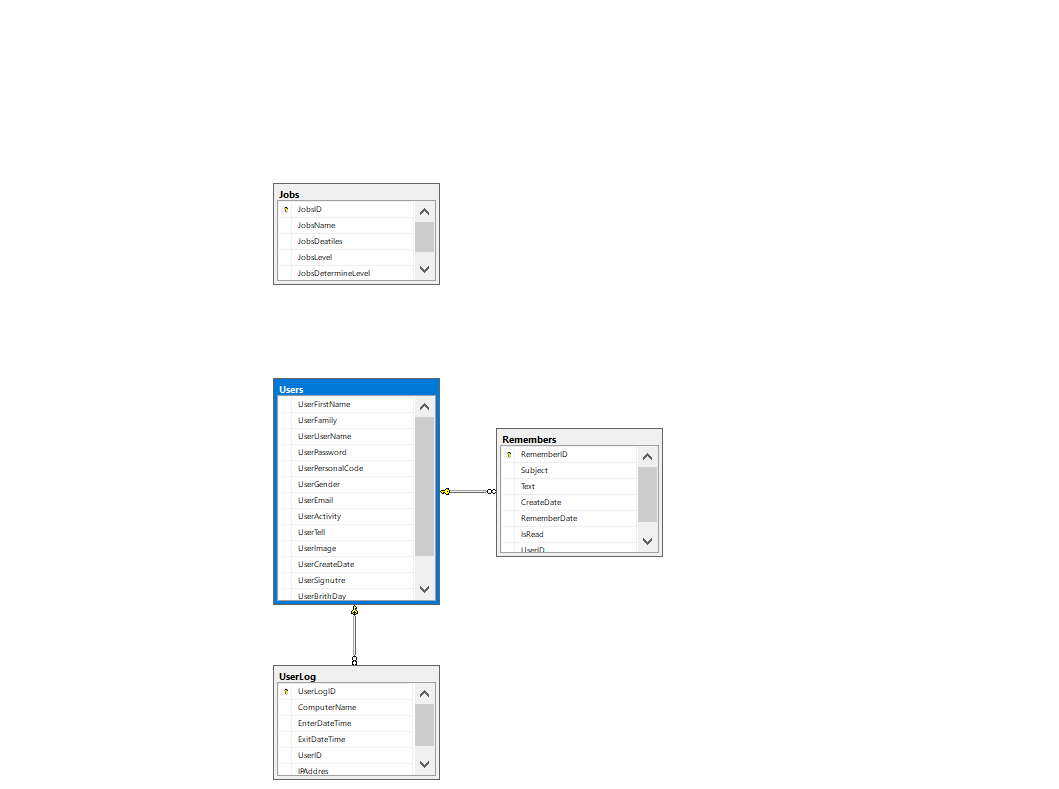 Jobs
JobsID
JobsName
JobsDeatiles
JobsLevel
JobsDetermineLevel
Users
UserFirstName
UserFamily
UserUserName
UserPassword
UserPersonalCode
UserGender
UserEmail
UserActivity
UserTell
UserImage
UserCreateDate
UserSignutre
UserBrithDay
Remembers
RememberID
Subject
Text
CreateDate
RememberDate
IsRead
UserID
UserLog
UserLogID
ComputerName
EnterDateTime
ExitDateTime
UserID
IPAddres